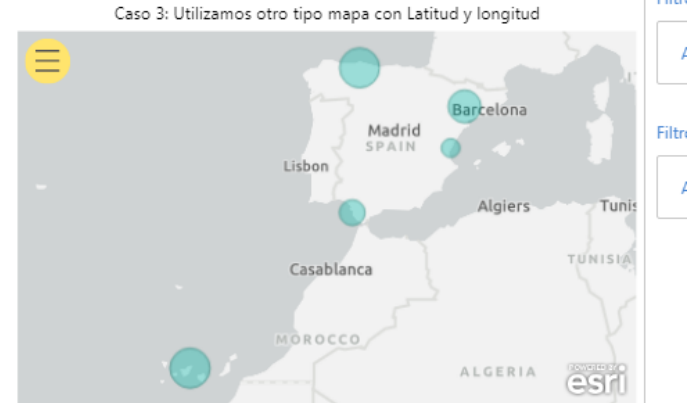 Caso 3: Utilizamos otro tipo mapa con Latitud y longitud
Barcelona
Madrid
SPAIN
Lisbon
Algiers
Tunis
Casablanca
TUNISIA
MOROCCO
ALGERIA
POWERED BY
esri